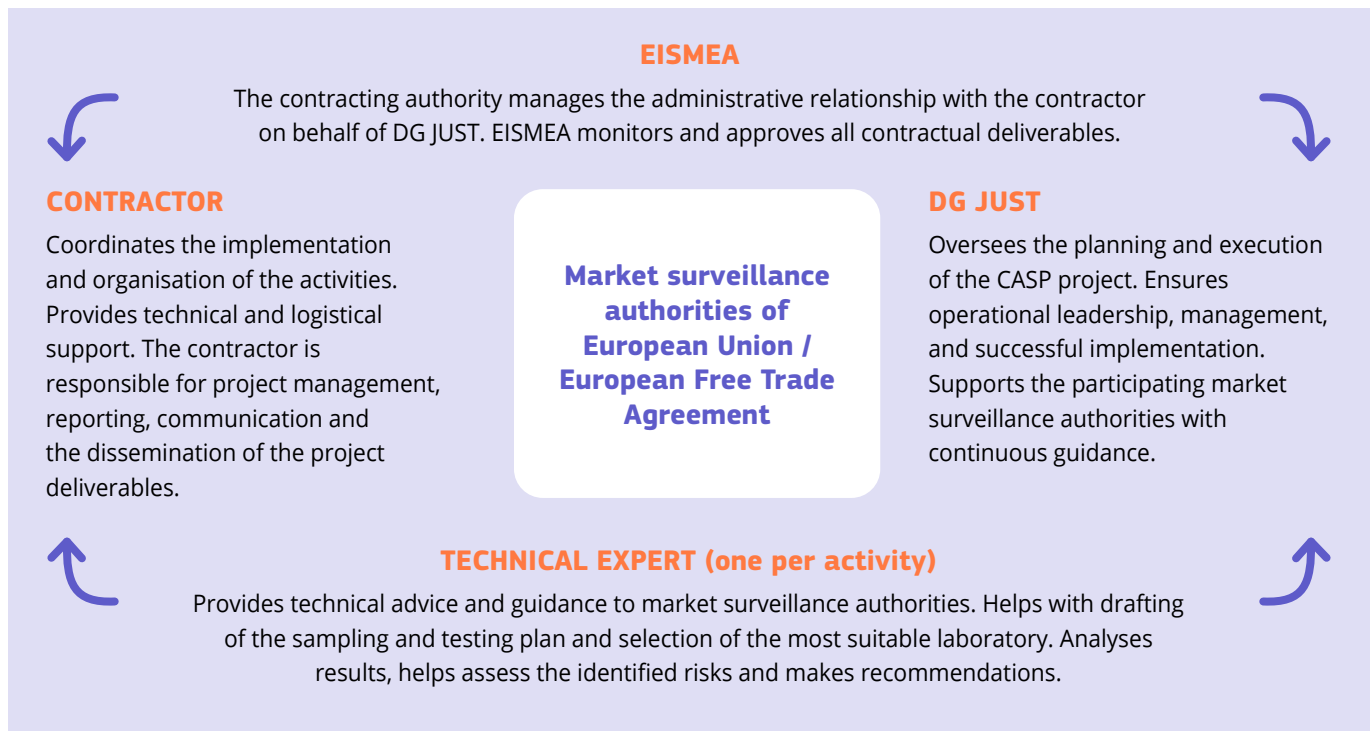 EISMEA
The contracting authority manages the administrative relationship with the contractor
on behalf of DG JUST. EISMEA monitors and approves all contractual deliverables.
CONTRACTOR
Coordinates the implementation
and organisation of the activities.
Provides technical and logistical
support. The contractor is
responsible for project management,
reporting, communication and
the dissemination of the project
deliverables.
Market surveillance
authorities of
European Union /
European Free Trade
Agreement
DG JUST
Oversees the planning and execution
of the CASP project. Ensures
operational leadership, management,
and successful implementation.
Supports the participating market
surveillance authorities with
continuous guidance.
TECHNICAL EXPERT (one per activity)
Provides technical advice and guidance to market surveillance authorities. Helps with drafting
of the sampling and testing plan and selection of the most suitable laboratory. Analyses
results, helps assess the identified risks and makes recommendations.